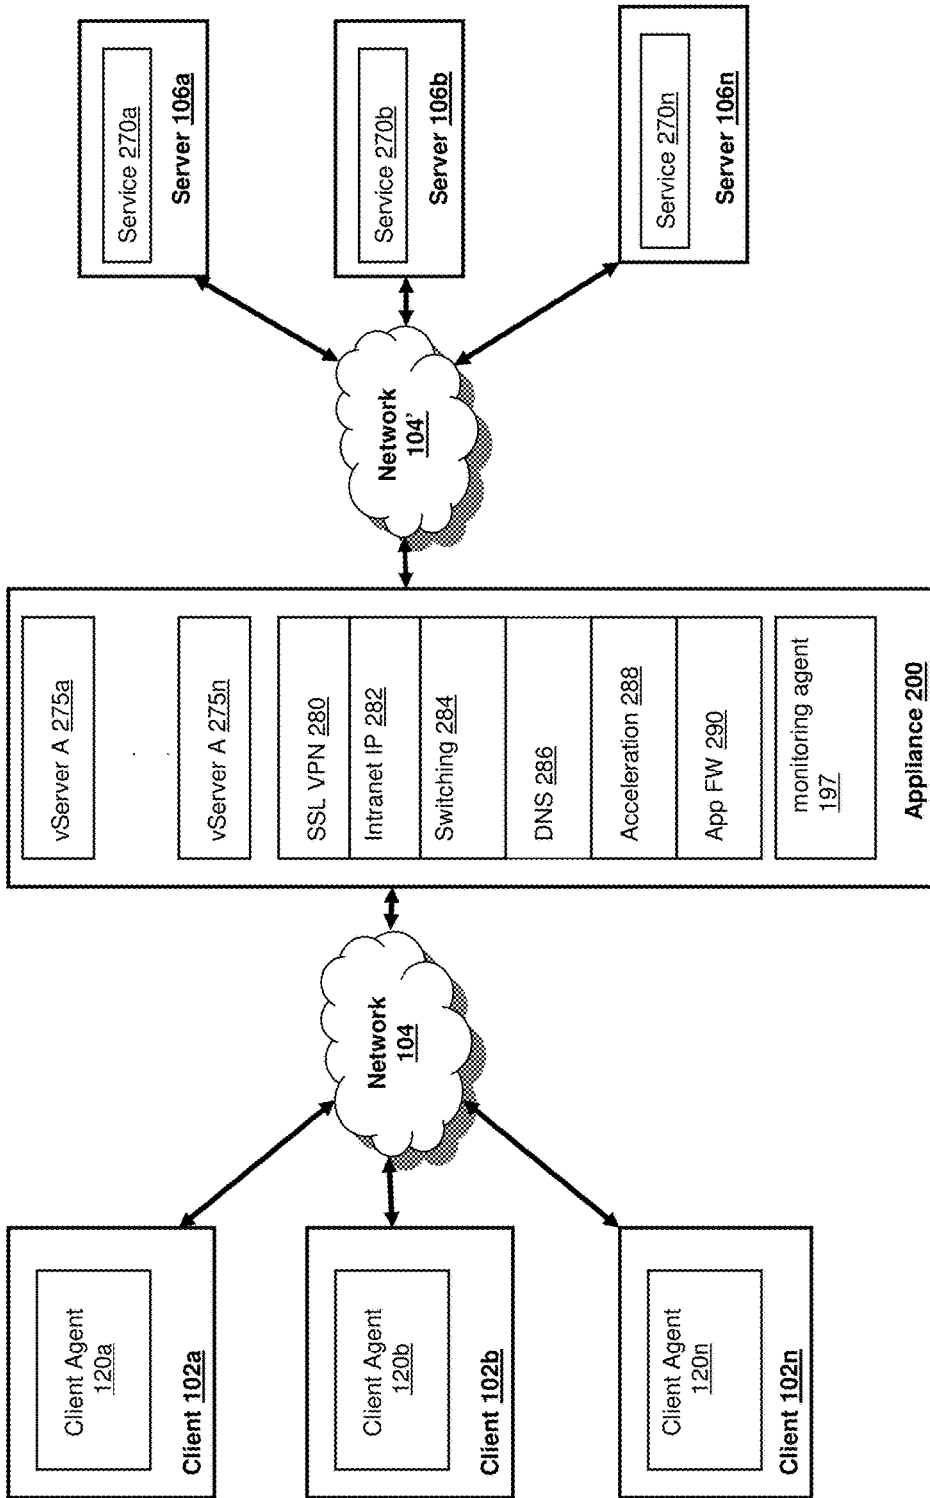 Client Agent
120a
Client 102a
Client Agent
120b
Client 102b
Client Agent
120n
Client 102n
Network
104
vServer A 275a
vServer A 275n
SSL VPN 280
Intranet IP 282
Switching 284
DNS 286
Acceleration 288
App FW 290
monitoring agent
197
Appliance 200
Network
104'
Service 270a
Server 106a
Service 270b
Server 106b
Service 270n
Server 106n